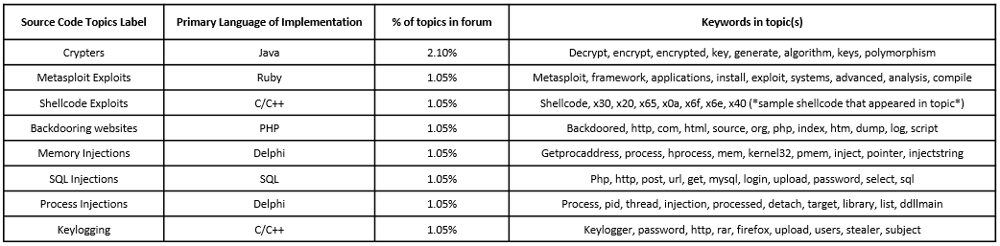 Source Code Topics Label Primary Language of Implementation % of topics in forum Keywords in topic(s)
Crypters Java 2.10% Decrypt, encrypt, encrypted, key, generate, algorithm, keys, polymorphism
Metasploit Exploits Ruby 1.05% Metasploit, framework, applications, install, exploit, systems, advanced, analysis, compile
Shellcode Exploits C/C++ 1.05% Shellcode, x30, x20, x65, x0a, x6f, x6e, x40 (*sample shellcode that appeared in topic*)
Backdooring websites PHP 1.05% Backdoored, http, com, html, source, org, php, index, htm, dump, log, script
Memory Injections Delphi 1.05% Getprocaddress, process, hprocess, mem, kernel32, pmem, inject, pointer, injectstring
SQL Injections SQL 1.05% Php, http, post, url, get, mysql, login, upload, password, select, sql
Process Injections Delphi 1.05% Process, pid, thread, injection, processed, detach, target, library, list, ddllmain
Keylogging C/C++ 1.05% Keylogger, password, http, rar, firefox, upload, users, stealer, subject